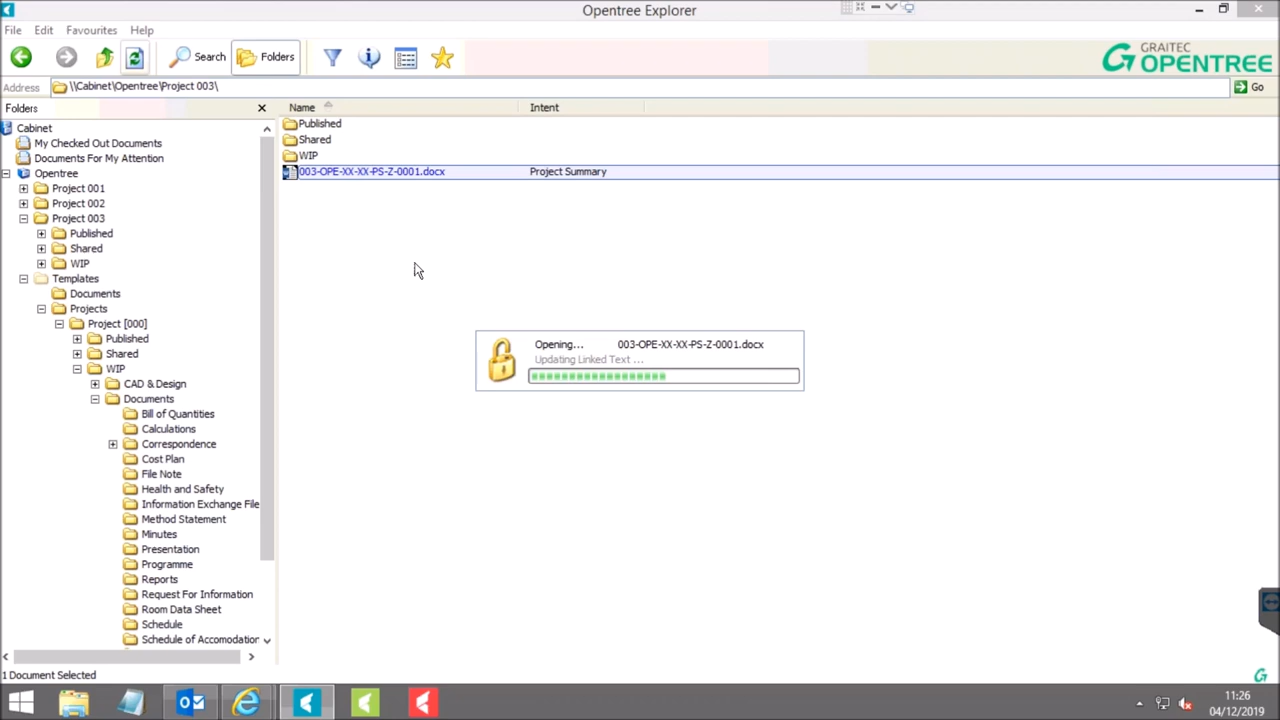 Opentree Explorer
File Edit Favourites Help
Search Folders
GRAITEC
OPENTREE
Address \\Cabinet\Opentree\Project 003\ Go
Folders
Name Intent
Cabinet
My Checked Out Documents
Documents For My Attention
Opentree
Project 001
Project 002
Project 003
Published
Shared
WIP
Templates
Documents
Projects
Project [000]
Published
Shared
WIP
CAD & Design
Documents
Bill of Quantities
Calculations
Correspondence
Cost Plan
File Note
Health and Safety
Information Exchange File
Method Statement
Minutes
Presentation
Programme
Reports
Request For Information
Room Data Sheet
Schedule
Schedule of Accomodation
Published
Shared
WIP
003-OPE-XX-XX-PS-Z-0001.docx Project Summary
Opening... 003-OPE-XX-XX-PS-Z-0001.docx
Updating Linked Text ...
1 Document Selected
11:26
04/12/2019